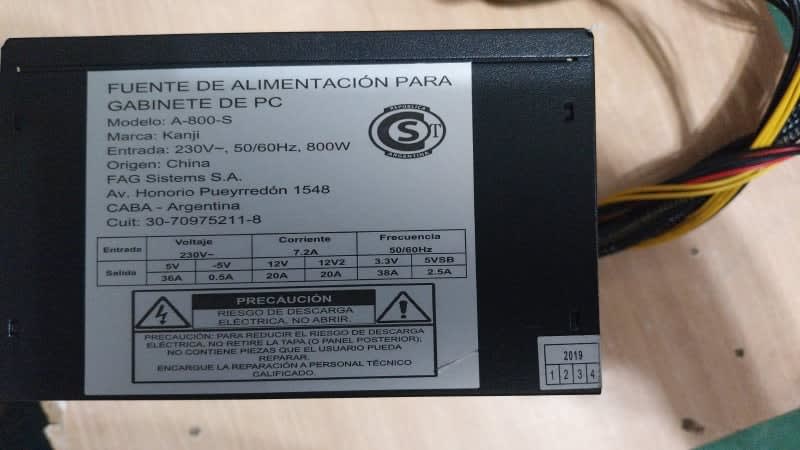 FUENTE DE ALIMENTACIÓN PARA
GABINETE DE PC
Modelo: A-800-S
Marca: Kanji
Entrada: 230V~, 50/60Hz, 800W
Origen: China
FAG Sistems S.A.
Av. Honorio Pueyrredón 1548
CABA - Argentina
Cuit: 30-70975211-8
REPUBLICA
S T
ARGENTINA
Entrada Voltaje Corriente Frecuencia
230V~ 7.2A 50/60Hz
Salida 5V -5V 12V 12V2 3.3V 5VSB
36A 0.5A 20A 20A 38A 2.5A
PRECAUCIÓN
RIESGO DE DESCARGA
ELÉCTRICA, NO ABRIR.
PRECAUCIÓN: PARA REDUCIR EL RIESGO DE DESCARGA
ELÉCTRICA, NO RETIRE LA TAPA (O PANEL POSTERIOR);
NO CONTIENE PIEZAS QUE EL USUARIO PUEDA
REPARAR.
ENCARGUE LA REPARACIÓN A PERSONAL TÉCNICO
CALIFICADO.
2019
1 2 3 4